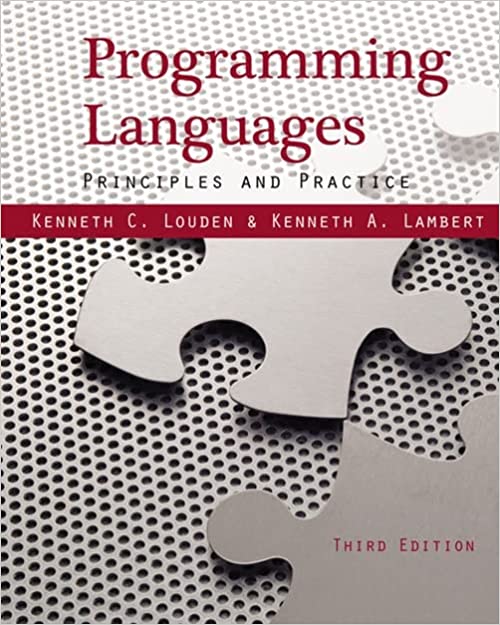 Programming
Languages
Principles and Practice
Kenneth C. Louden & Kenneth A. Lambert
Third Edition